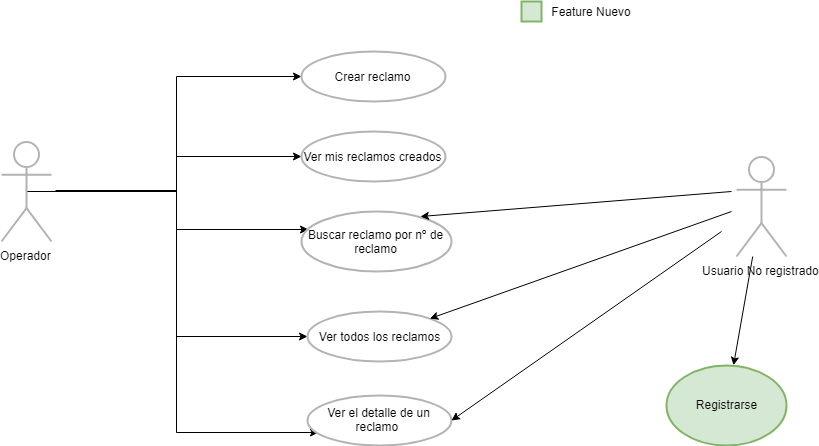 Feature Nuevo
Crear reclamo
Ver mis reclamos creados
Buscar reclamo por nº de
reclamo
Operador
Usuario No registrado
Ver todos los reclamos
Ver el detalle de un
reclamo
Registrarse